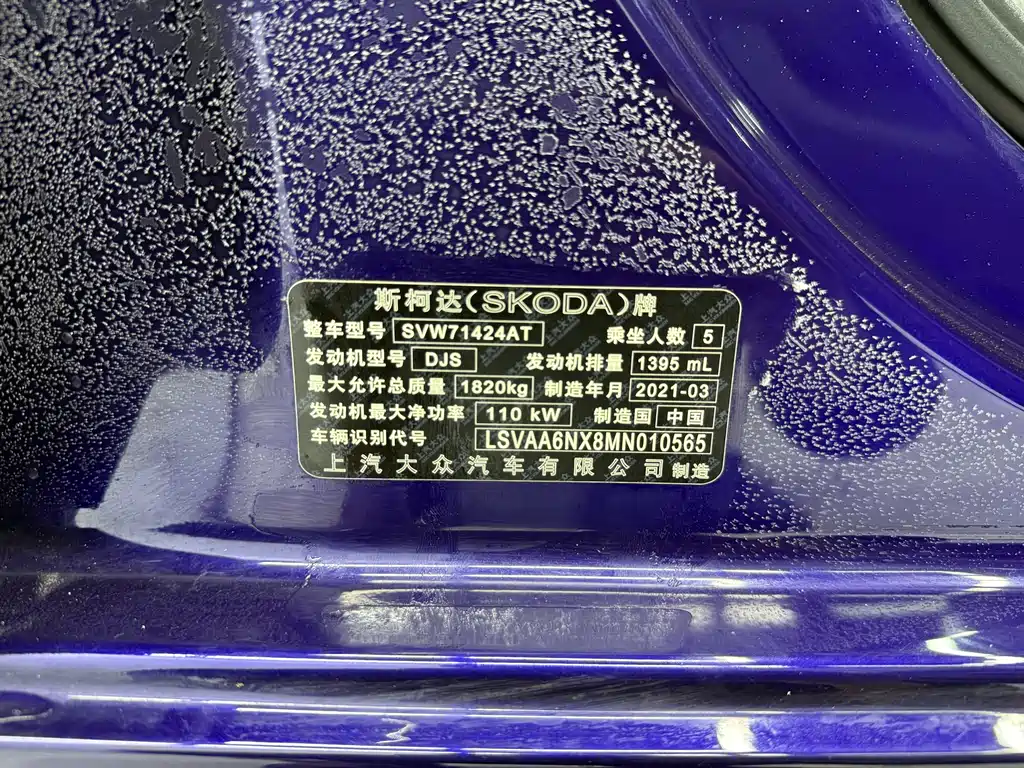 斯柯达(SKODA)牌
整车型号 SVW71424AT 乘坐人数 5
发动机型号 DJS 发动机排量 1395 mL
最大允许总质量 1820kg 制造年月 2021-03
发动机最大净功率 110 kW 制造国 中国
车辆识别代号 LSVAA6NX8MN010565
上汽大众汽车有限公司制造